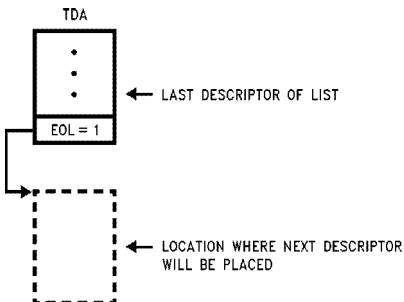 TDA
LAST DESCRIPTOR OF LIST
EOL = 1
LOCATION WHERE NEXT DESCRIPTOR
WILL BE PLACED